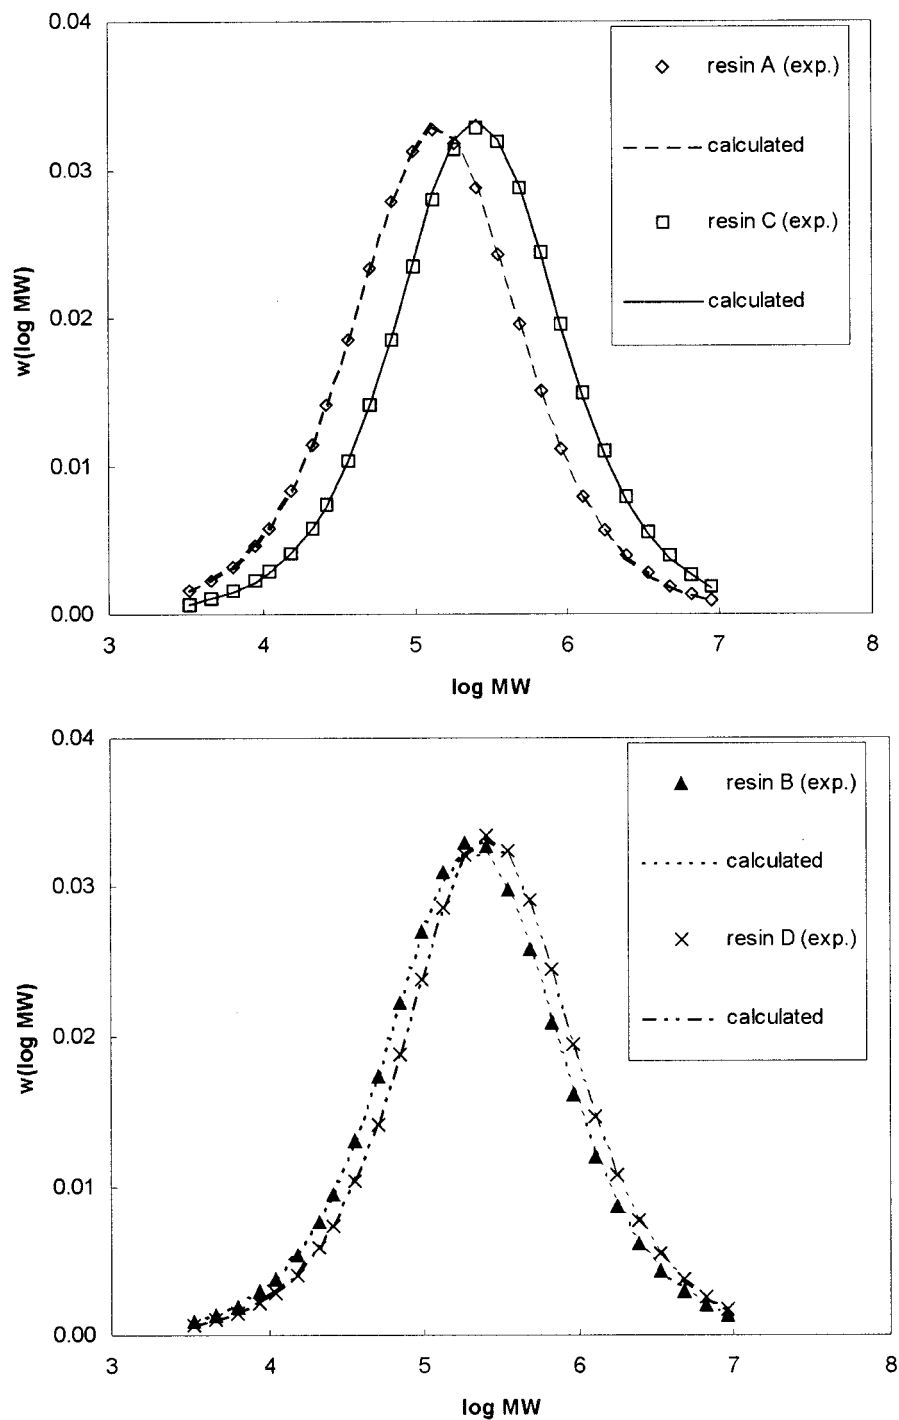 0.04
resin A (exp.)
calculated
0.03
resin C (exp.)
calculated
w(log MW)
0.02
0.01
0.00
3 4 5 6 7 8
log MW
0.04
resin B (exp.)
calculated
0.03
resin D (exp.)
calculated
w(log MW)
0.02
0.01
0.00
3 4 5 6 7 8
log MW